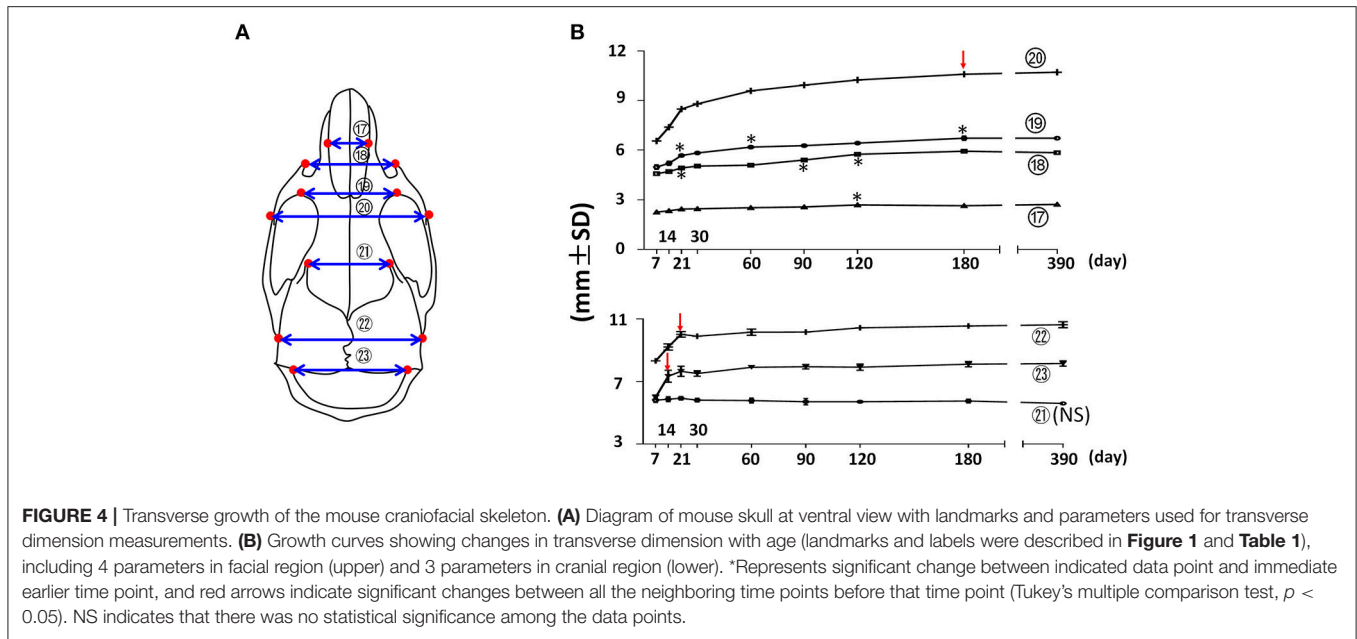 A
⑰
⑱
⑲
⑳
㉑
㉒
㉓
B
(mm±SD)
12
9
6
3
0
⑳
* * * ⑲
* * * ⑱
* ⑰
14 30
7 21 60 90 120 180 390 (day)
11
7
3
㉒
㉓
㉑(NS)
14 30
7 21 60 90 120 180 390 (day)
FIGURE 4 | Transverse growth of the mouse craniofacial skeleton. (A) Diagram of mouse skull at ventral view with landmarks and parameters used for transverse
dimension measurements. (B) Growth curves showing changes in transverse dimension with age (landmarks and labels were described in Figure 1 and Table 1),
including 4 parameters in facial region (upper) and 3 parameters in cranial region (lower). *Represents significant change between indicated data point and immediate
earlier time point, and red arrows indicate significant changes between all the neighboring time points before that time point (Tukey's multiple comparison test, p <
0.05). NS indicates that there was no statistical significance among the data points.